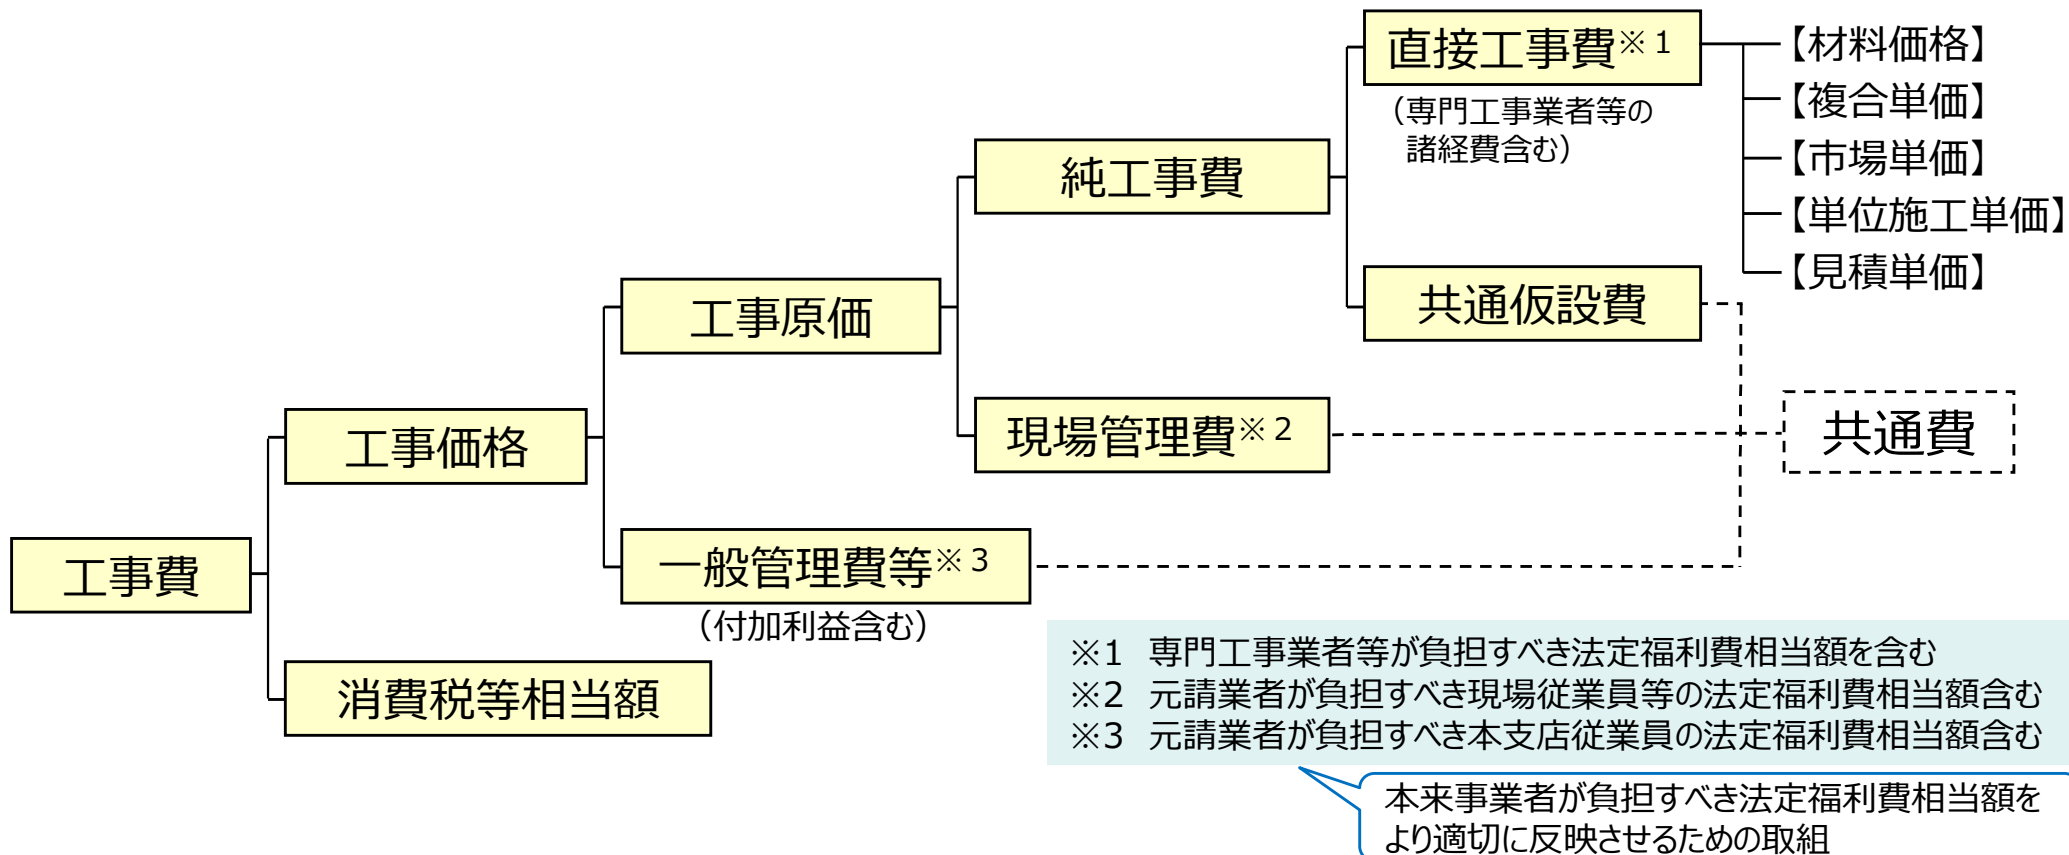 直接工事費※1
(専門工事業者等の
諸経費含む)
【材料価格】
【複合単価】
【市場単価】
【単位施工単価】
【見積単価】
純工事費
共通仮設費
工事原価
現場管理費※2
共通費
工事価格
一般管理費等※3
(付加利益含む)
工事費
消費税等相当額
※1 専門工事業者等が負担すべき法定福利費相当額を含む
※2 元請業者が負担すべき現場従業員等の法定福利費相当額含む
※3 元請業者が負担すべき本支店従業員の法定福利費相当額含む
本来事業者が負担すべき法定福利費相当額を
より適切に反映させるための取組